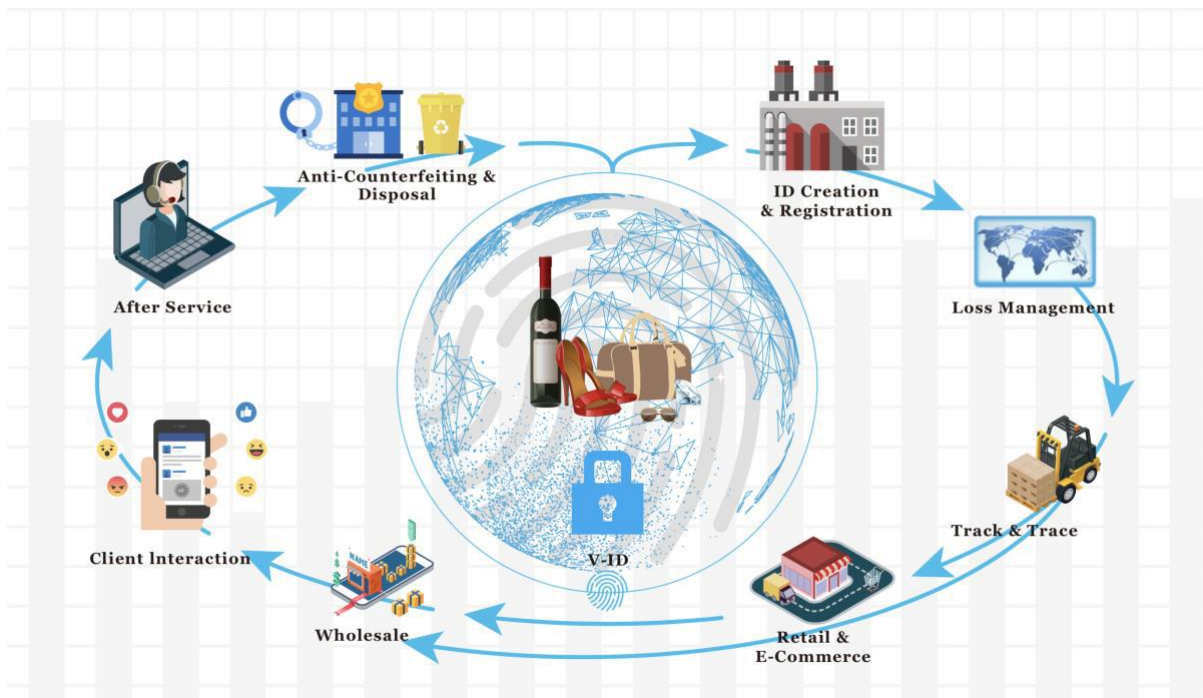 Anti-Counterfeiting &
Disposal
ID Creation
& Registration
After Service
Loss Management
Track & Trace
Client Interaction
V-ID
Wholesale
Retail &
E-Commerce